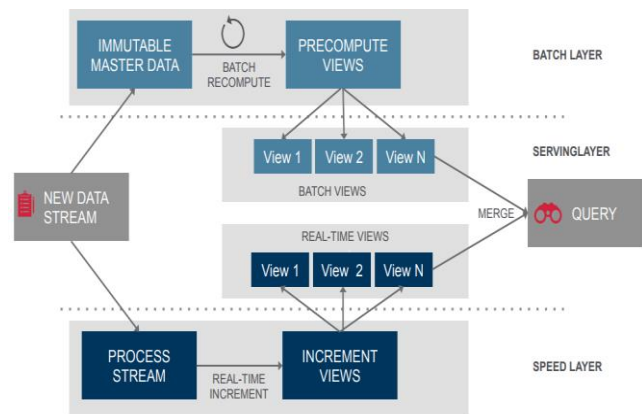 IMMUTABLE
MASTER DATA
BATCH
RECOMPUTE
PRECOMPUTE
VIEWS
BATCH LAYER
View 1
View 2
View N
BATCH VIEWS
SERVINGLAYER
NEW DATA
STREAM
MERGE
QUERY
REAL-TIME VIEWS
View 1
View 2
View N
PROCESS
STREAM
REAL-TIME
INCREMENT
INCREMENT
VIEWS
SPEED LAYER